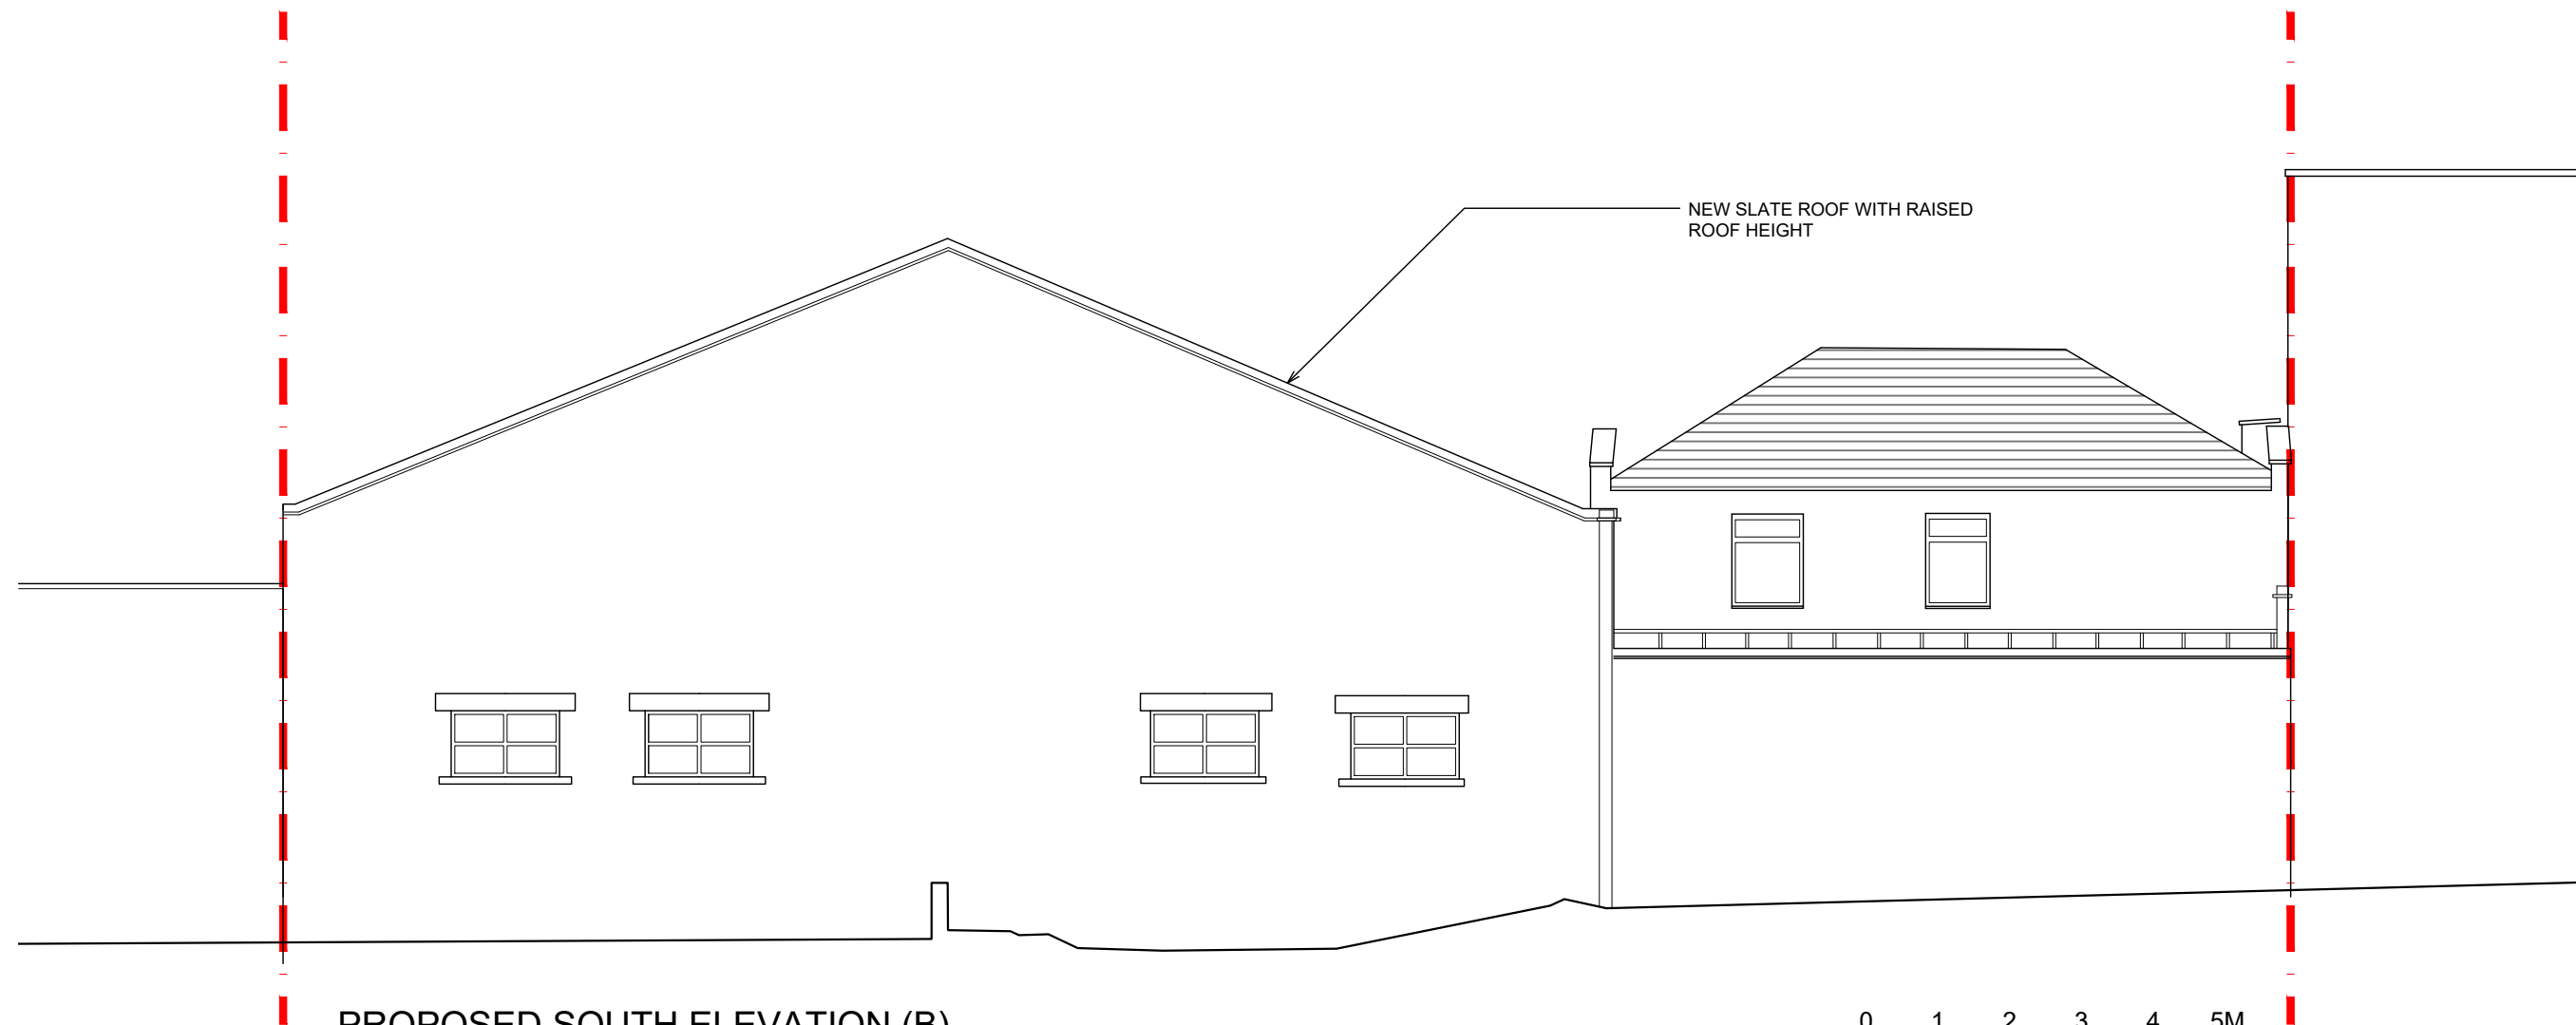 NEW SLATE ROOF WITH RAISED
ROOF HEIGHT
PROPOSED SOUTH ELEVATION (B)
0 1 2 3 4 5M